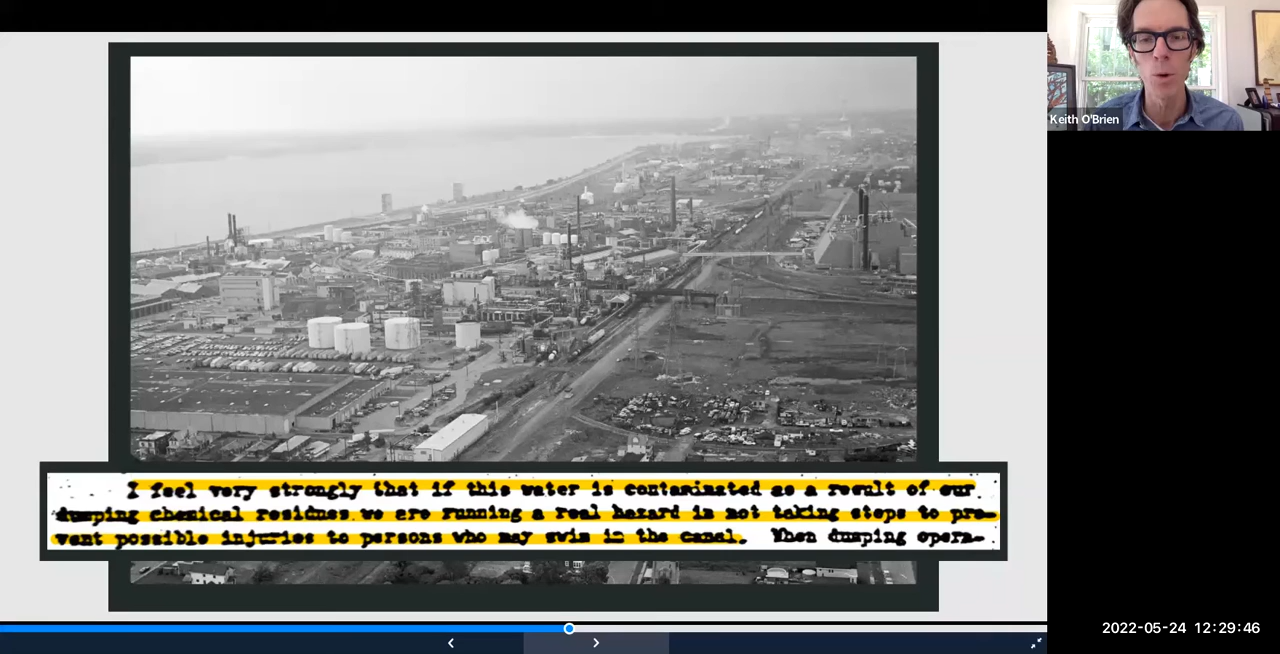 Keith O'Brien
I feel very strongly that if this water is contaminated as a result of our
dumping chemical residues we are running a real hazard in not taking steps to pre-
vent possible injuries to persons who may swim in the canal. When dumping opera-
2022-05-24 12:29:46